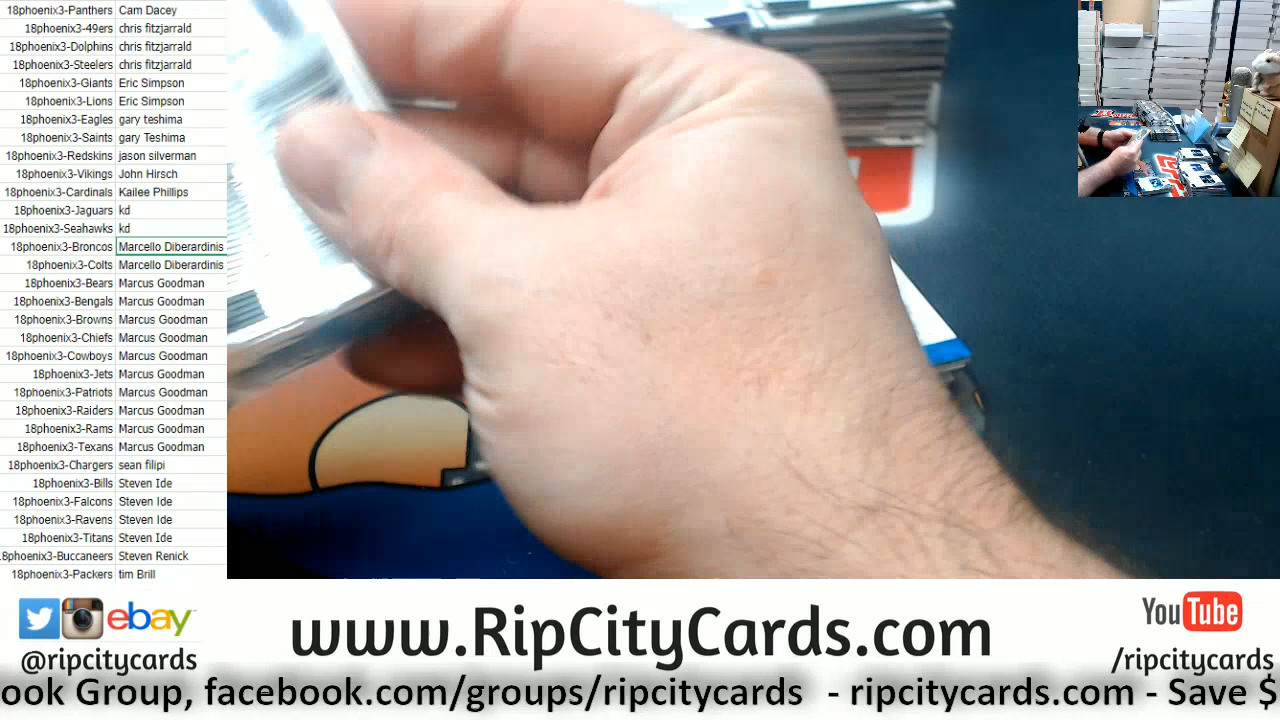 18phoenix3-Panthers Cam Dacey
18phoenix3-49ers chris fitzjarrald
18phoenix3-Dolphins chris fitzjarrald
18phoenix3-Steelers chris fitzjarrald
18phoenix3-Giants Eric Simpson
18phoenix3-Lions Eric Simpson
18phoenix3-Eagles gary teshima
18phoenix3-Saints gary Teshima
18phoenix3-Redskins jason silverman
18phoenix3-Vikings John Hirsch
18phoenix3-Cardinals Kailee Phillips
18phoenix3-Jaguars kd
18phoenix3-Seahawks kd
18phoenix3-Broncos Marcello Diberardinis
18phoenix3-Colts Marcello Diberardinis
18phoenix3-Bears Marcus Goodman
18phoenix3-Bengals Marcus Goodman
18phoenix3-Browns Marcus Goodman
18phoenix3-Chiefs Marcus Goodman
18phoenix3-Cowboys Marcus Goodman
18phoenix3-Jets Marcus Goodman
18phoenix3-Patriots Marcus Goodman
18phoenix3-Raiders Marcus Goodman
18phoenix3-Rams Marcus Goodman
18phoenix3-Texans Marcus Goodman
18phoenix3-Chargers sean filipi
18phoenix3-Bills Steven Ide
18phoenix3-Falcons Steven Ide
18phoenix3-Ravens Steven Ide
18phoenix3-Titans Steven Ide
8phoenix3-Buccaneers Steven Renick
18phoenix3-Packers tim Brill
ebay
@ripcitycards
www.RipCityCards.com
YouTube
/ripcitycards
ook Group, facebook.com/groups/ripcitycards - ripcitycards.com - Save $